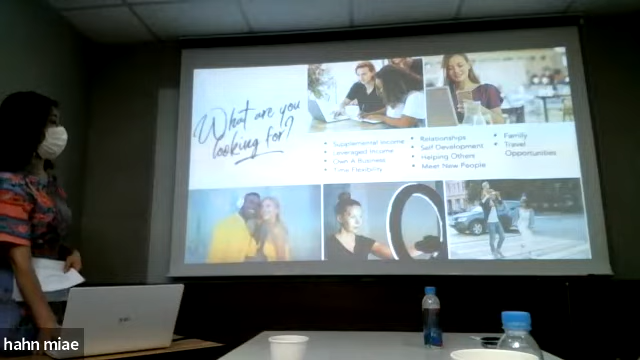 What are you
looking for?
• Supplemental Income
• Leveraged Income
• Own A Business
• Time Flexibility
• Relationships
• Self Development
• Helping Others
• Meet New People
• Family
• Travel
Opportunities
hahn miae